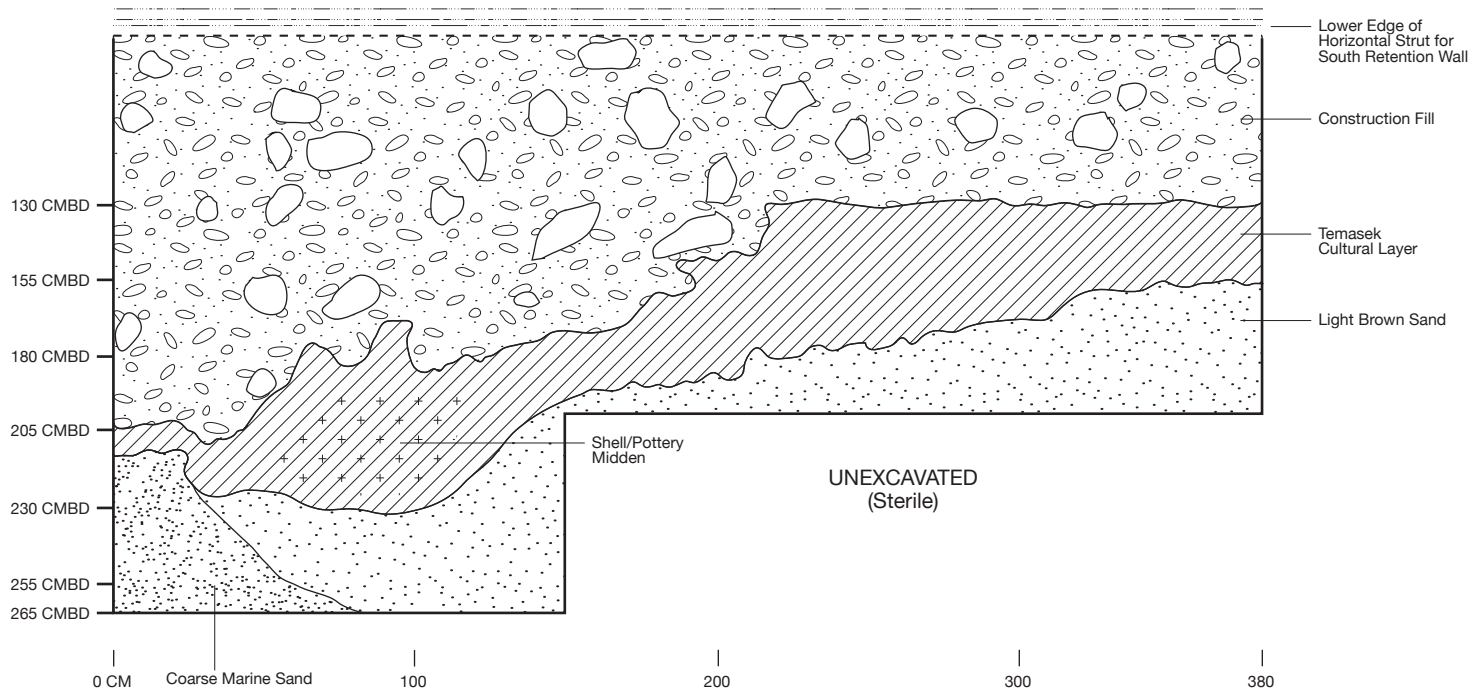 Lower Edge of
Horizontal Strut for
South Retention Wall
Construction Fill
130 CMBD
Temasek
Cultural Layer
155 CMBD
Light Brown Sand
180 CMBD
205 CMBD
Shell/Pottery
Midden
UNEXCAVATED
(Sterile)
230 CMBD
255 CMBD
265 CMBD
0 CM
Coarse Marine Sand
100
200
300
380